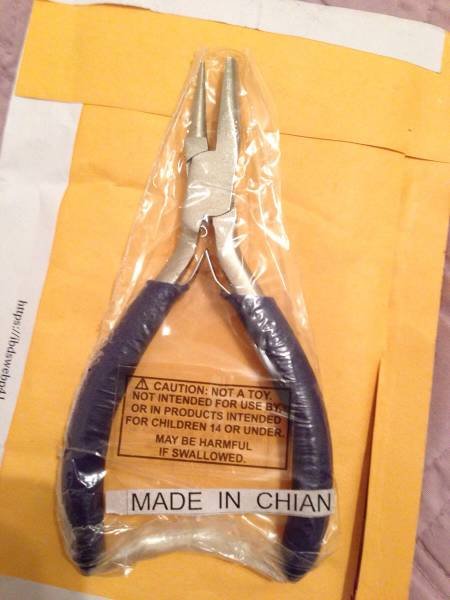 ⚠ CAUTION: NOT A TOY.
NOT INTENDED FOR USE BY,
OR IN PRODUCTS INTENDED
FOR CHILDREN 14 OR UNDER.
MAY BE HARMFUL
IF SWALLOWED.
MADE IN CHIAN